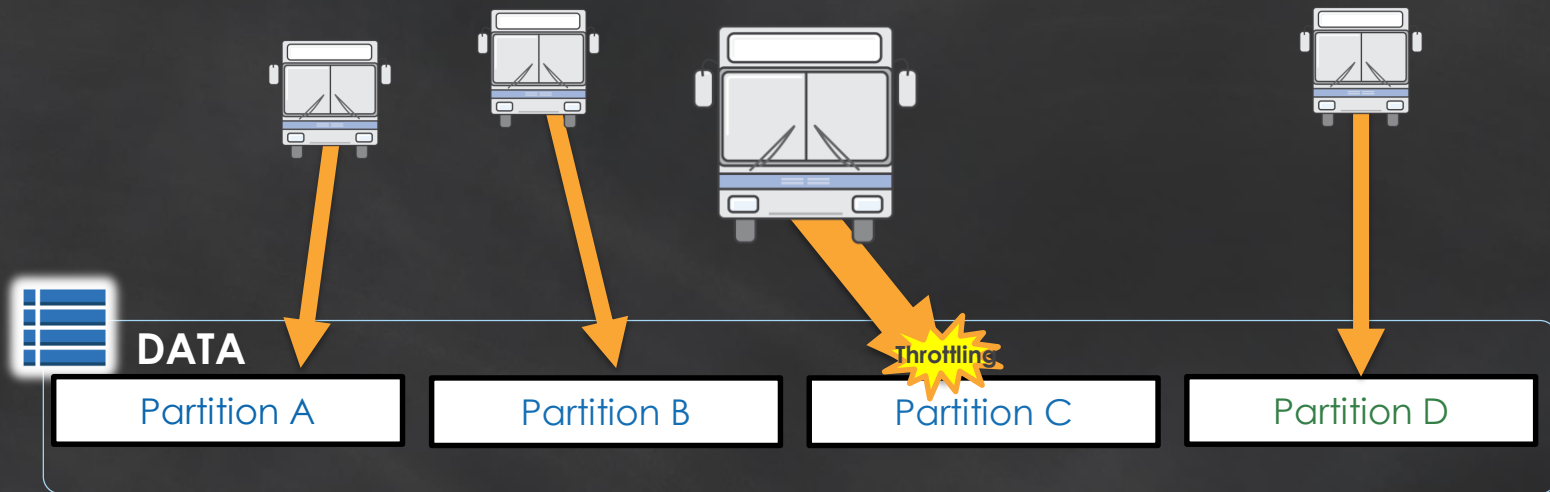 DATA
Throttling
Partition A
Partition B
Partition C
Partition D